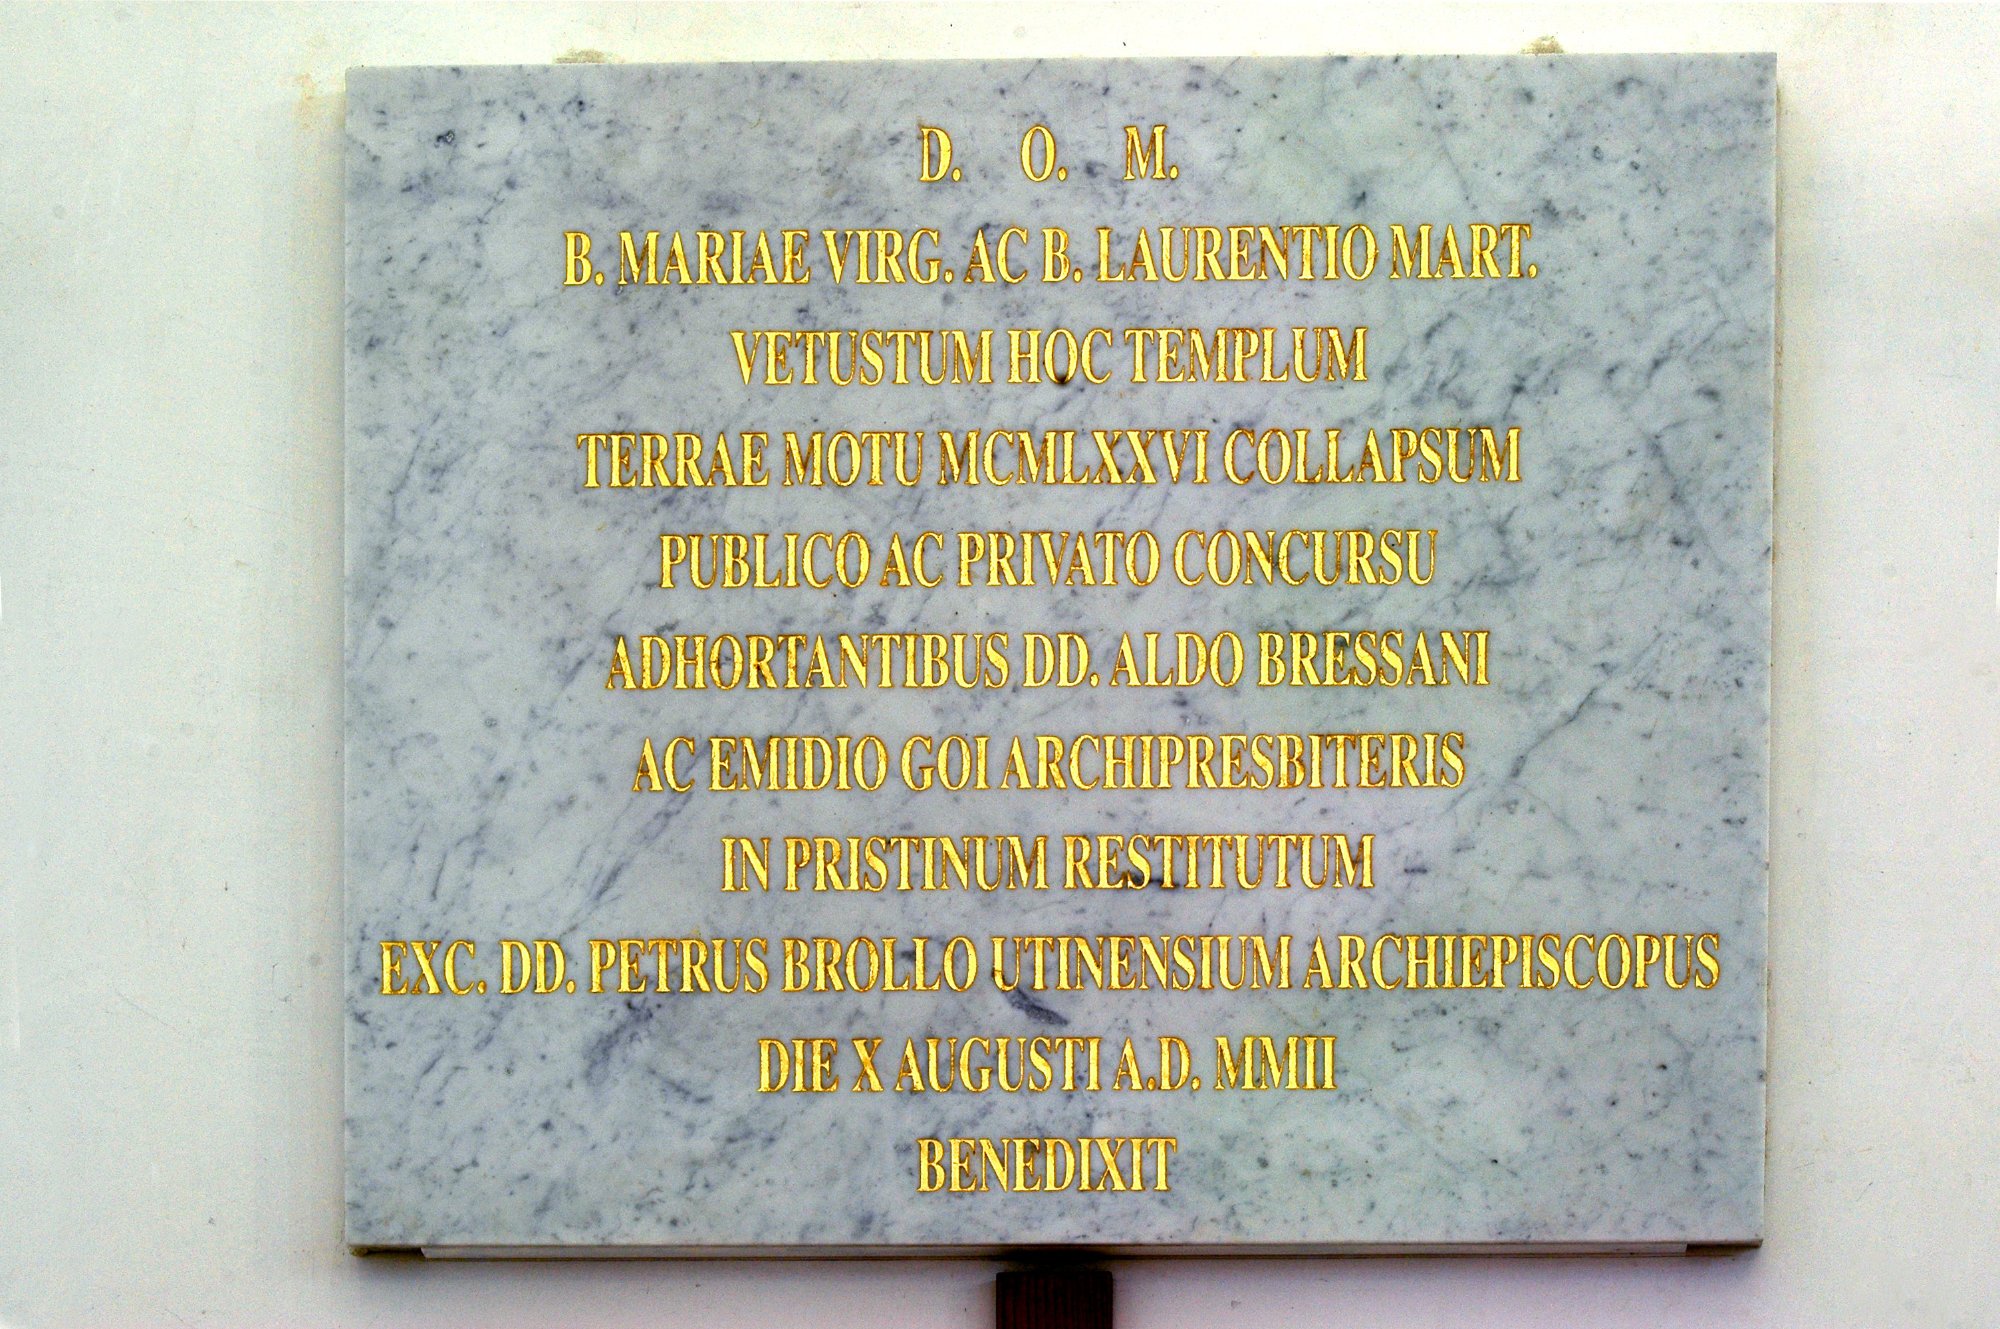 D. O. M.
B. MARIAE VIRG. AC B. LAURENTIO MART.
VETUSTUM HOC TEMPLUM
TERRAE MOTU MCMLXXVI COLLAPSUM
PUBLICO AC PRIVATO CONCURSU
ADHORTANTIBUS DD. ALDO BRESSANI
AC EMIDIO GOI ARCHIPRESBITERIS
IN PRISTINUM RESTITUTUM
EXC. DD. PETRUS BROLLO UTINENSIUM ARCHIEPISCOPUS
DIE X AUGUSTI A.D. MMII
BENEDIXIT